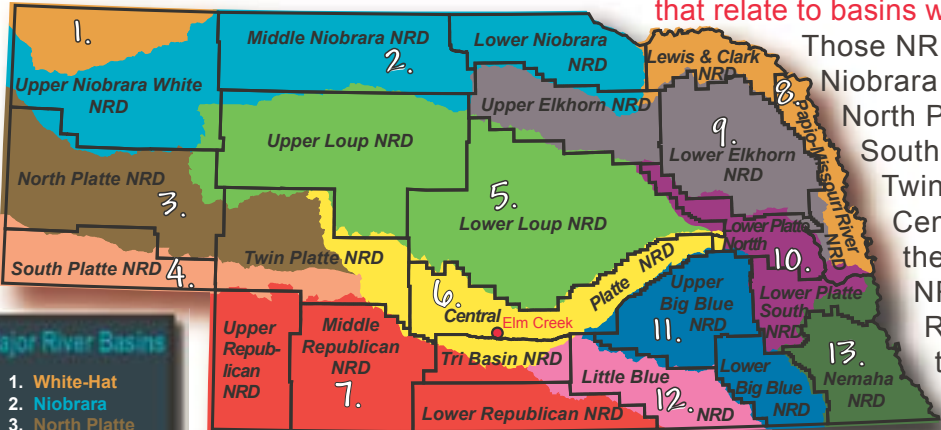 that relate to basins w
Those NR
Niobrara
North P
South
Twin
Cer
the
R
t
1.
Upper Niobrara White
NRD
Middle Niobrara NRD
2.
Lower Niobrara
NRD
Lewis & Clark
NRD
8.
Papio-Missouri River
NRD
Upper Elkhorn NRD
9.
Lower Elkhorn
NRD
Upper Loup NRD
North Platte NRD
3.
5.
Lower Loup NRD
South Platte NRD
4.
Twin Platte NRD
6.
Central
Platte NRD
Elm Creek
Lower Platte
Nortth
NRD
10.
Lower Platte
South
NRD
Upper
Big Blue
NRD
11.
Upper
Repub-
lican
NRD
Middle
Republican
NRD
7.
Tri Basin NRD
Little Blue
12.
NRD
Lower
Big Blue
NRD
13.
Nemaha
NRD
Lower Republican NRD
ajor River Basins
1. White-Hat
2. Niobrara
3. North Platte